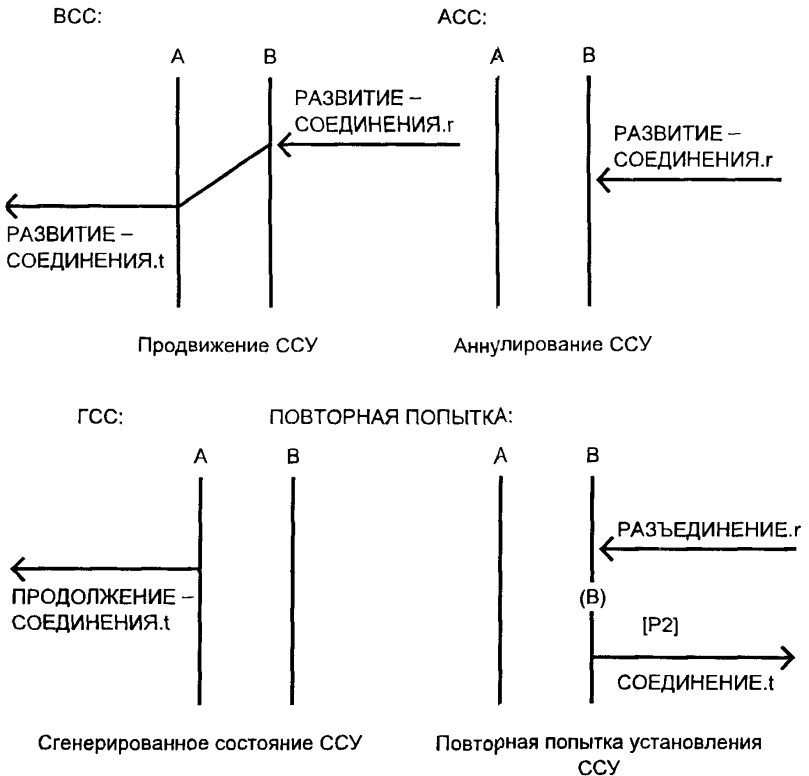 ВСС:
АСС:
А
В
А
В
РАЗВИТИЕ –
СОЕДИНЕНИЯ.r
РАЗВИТИЕ –
СОЕДИНЕНИЯ.r
РАЗВИТИЕ –
СОЕДИНЕНИЯ.t
Продвижение ССУ
Аннулирование ССУ
ГСС:
ПОВТОРНАЯ ПОПЫТКА:
А
В
А
В
РАЗЪЕДИНЕНИЕ.r
ПРОДОЛЖЕНИЕ –
СОЕДИНЕНИЯ.t
(В)
[P2]
СОЕДИНЕНИЕ.t
Сгенерированное состояние ССУ
Повторная попытка установления
ССУ